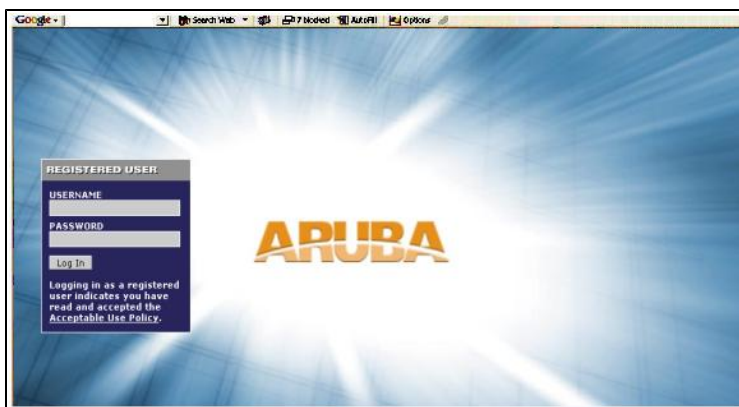 Google
Search Web 7 blocked AutoFill Options
REGISTERED USER
USERNAME
PASSWORD
Log In
Logging in as a registered
user indicates you have
read and accepted the
Acceptable Use Policy.
ARUBA